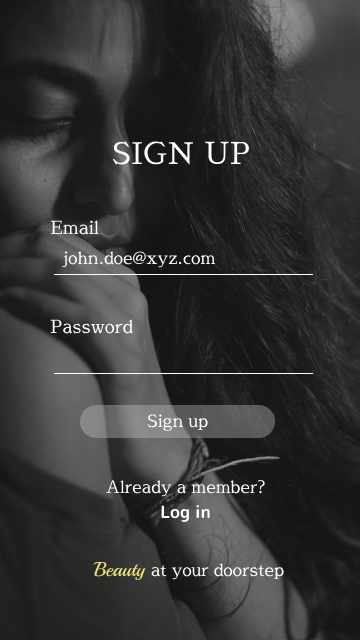 SIGN UP
Email
john.doe@xyz.com
Password
Sign up
Already a member?
Log in
Beauty at your doorstep